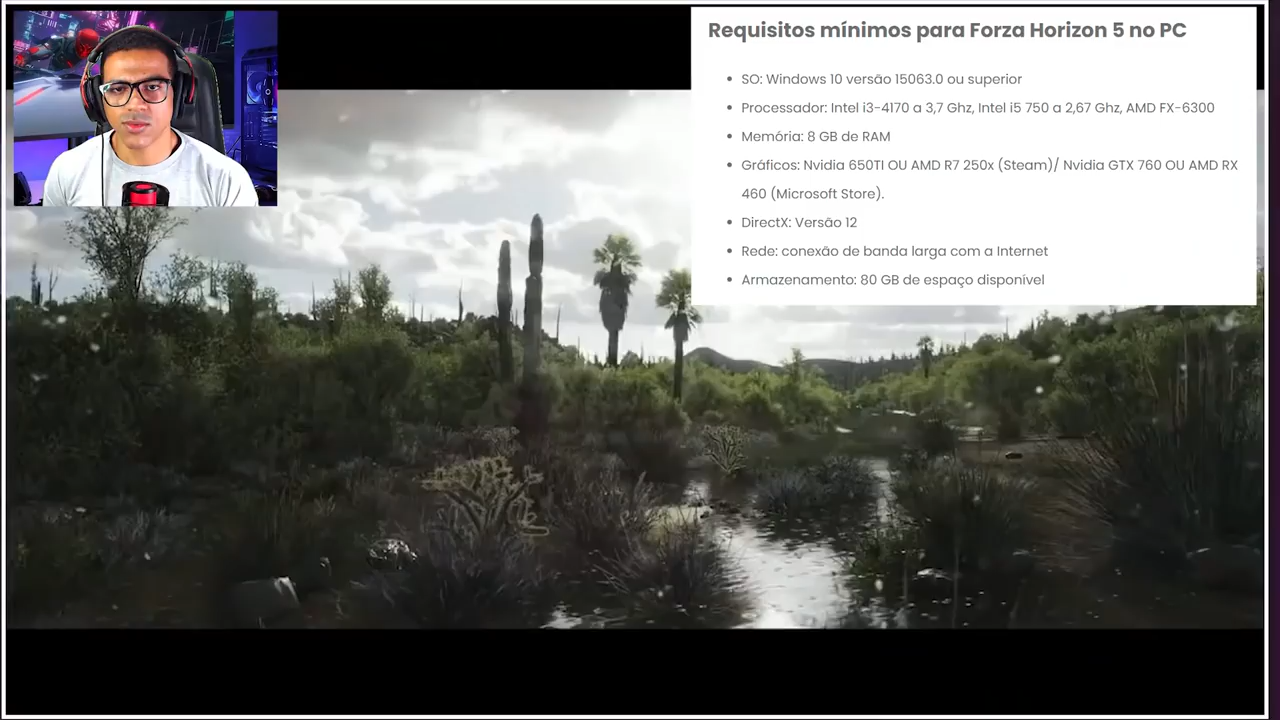 Requisitos mínimos para Forza Horizon 5 no PC
• SO: Windows 10 versão 15063.0 ou superior
• Processador: Intel i3-4170 a 3,7 Ghz, Intel i5 750 a 2,67 Ghz, AMD FX-6300
• Memória: 8 GB de RAM
• Gráficos: Nvidia 650TI OU AMD R7 250x (Steam)/ Nvidia GTX 760 OU AMD RX
460 (Microsoft Store).
• DirectX: Versão 12
• Rede: conexão de banda larga com a Internet
• Armazenamento: 80 GB de espaço disponível